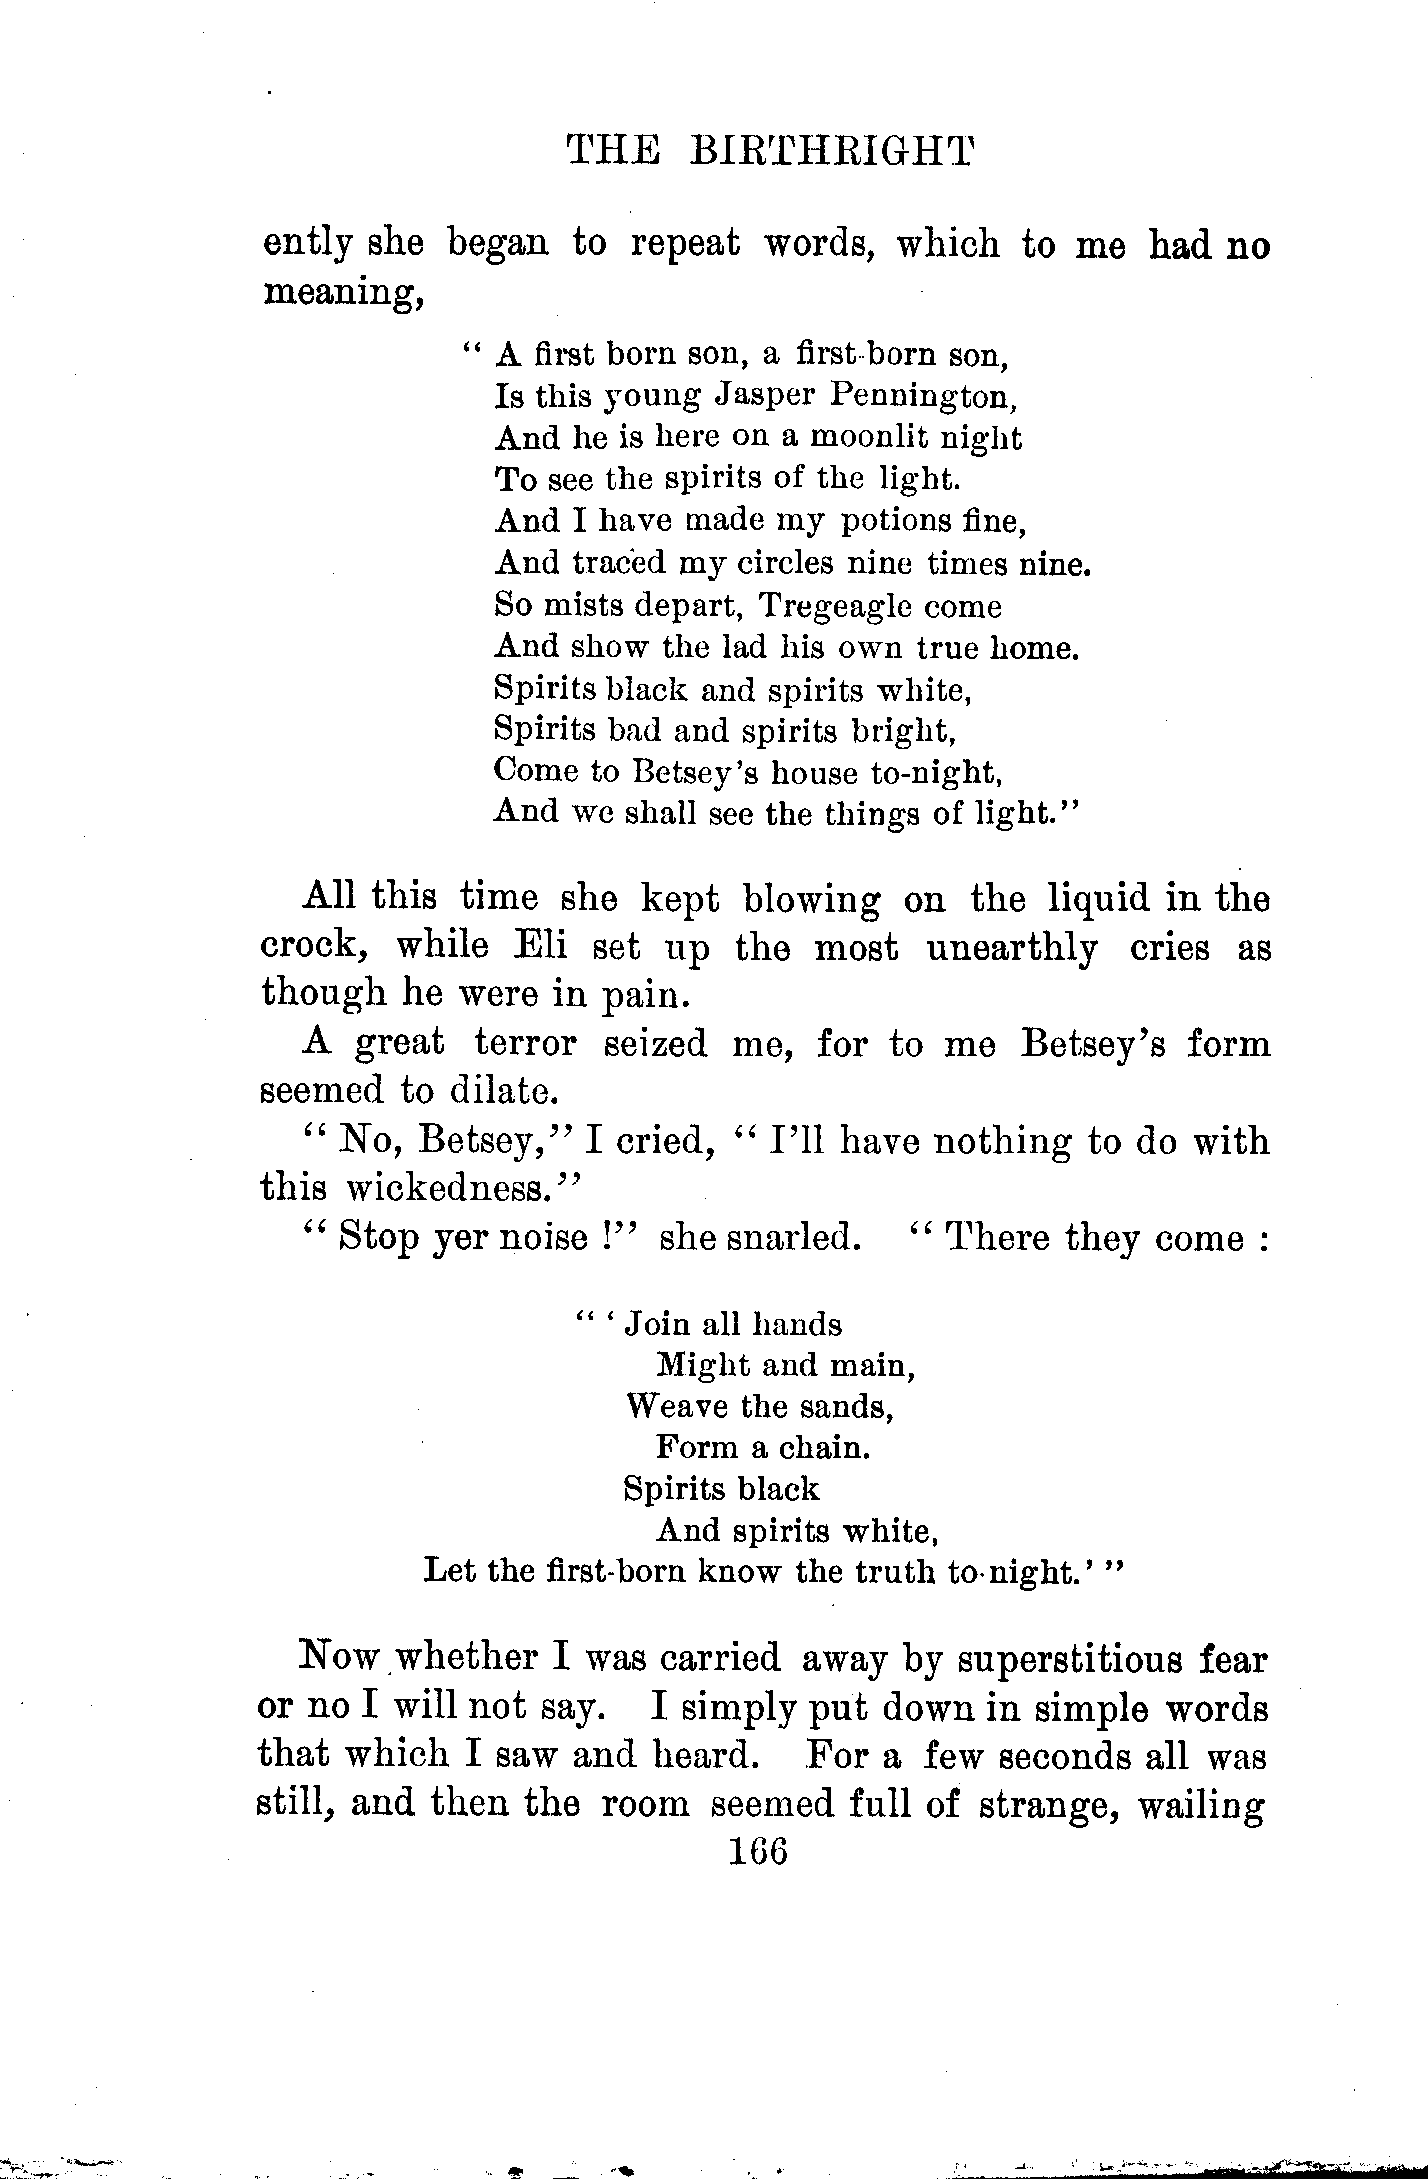 THE BIRTHRIGHT
ently she began to repeat words, which to me had no
meaning,
“ A first born son, a first-born son,
Is this young Jasper Pennington,
And he is here on a moonlit night
To see the spirits of the light.
And I have made my potions fine,
And traced my circles nine times nine.
So mists depart, Tregeagle come
And show the lad his own true home.
Spirits black and spirits white,
Spirits bad and spirits bright,
Come to Betsey’s house to-night,
And we shall see the things of light.”
All this time she kept blowing on the liquid in the
crock, while Eli set up the most unearthly cries as
though he were in pain.
A great terror seized me, for to me Betsey’s form
seemed to dilate.
“ No, Betsey,” I cried, “ I’ll have nothing to do with
this wickedness.”
“ Stop yer noise !” she snarled. “ There they come :
“ ‘ Join all hands
Might and main,
Weave the sands,
Form a chain.
Spirits black
And spirits white,
Let the first-born know the truth to-night.’ ”
Now whether I was carried away by superstitious fear
or no I will not say. I simply put down in simple words
that which I saw and heard. For a few seconds all was
still, and then the room seemed full of strange, wailing
166